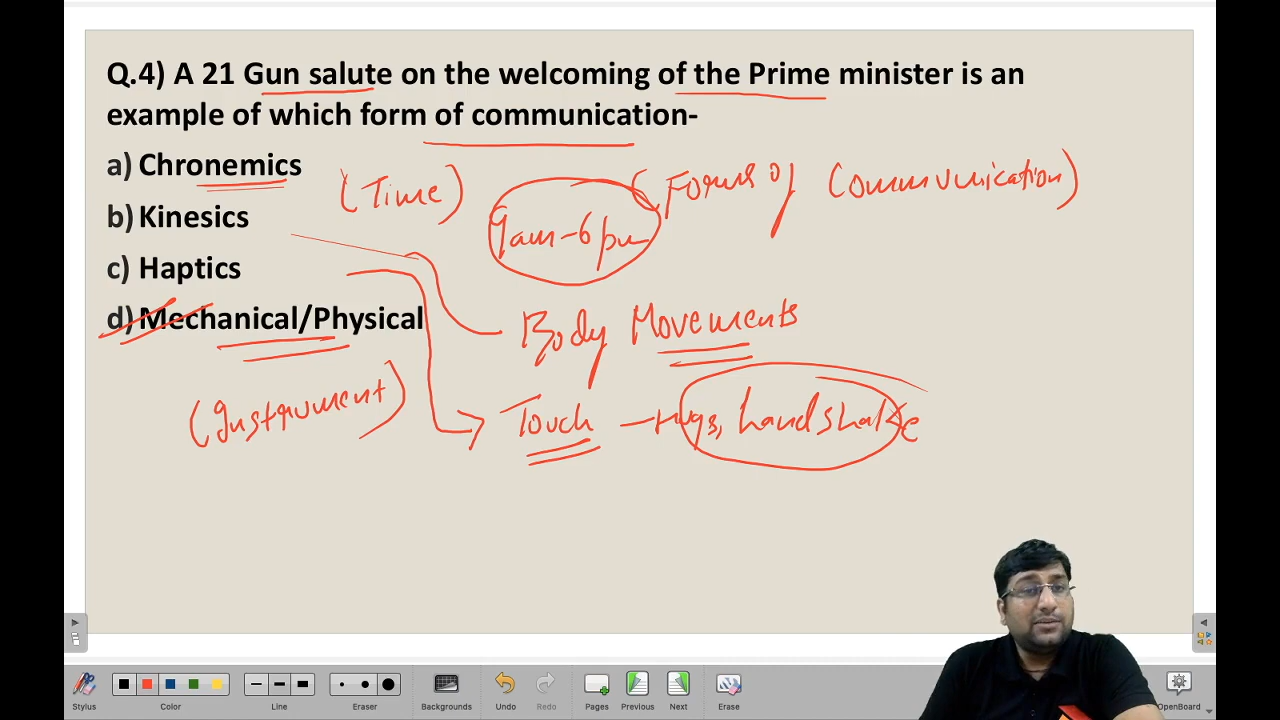 Q.4) A 21 Gun salute on the welcoming of the Prime minister is an
example of which form of communication-
a) Chronemics
(Time)
(Forms of Communication)
9am-6pm
b) Kinesics
c) Haptics
d) Mechanical/Physical
Body Movements
(Instrument)
Touch - Hugs, handshake
Stylus
Color
Line
Eraser
Backgrounds
Undo
Redo
Pages
Previous
Next
Erase
OpenBoard